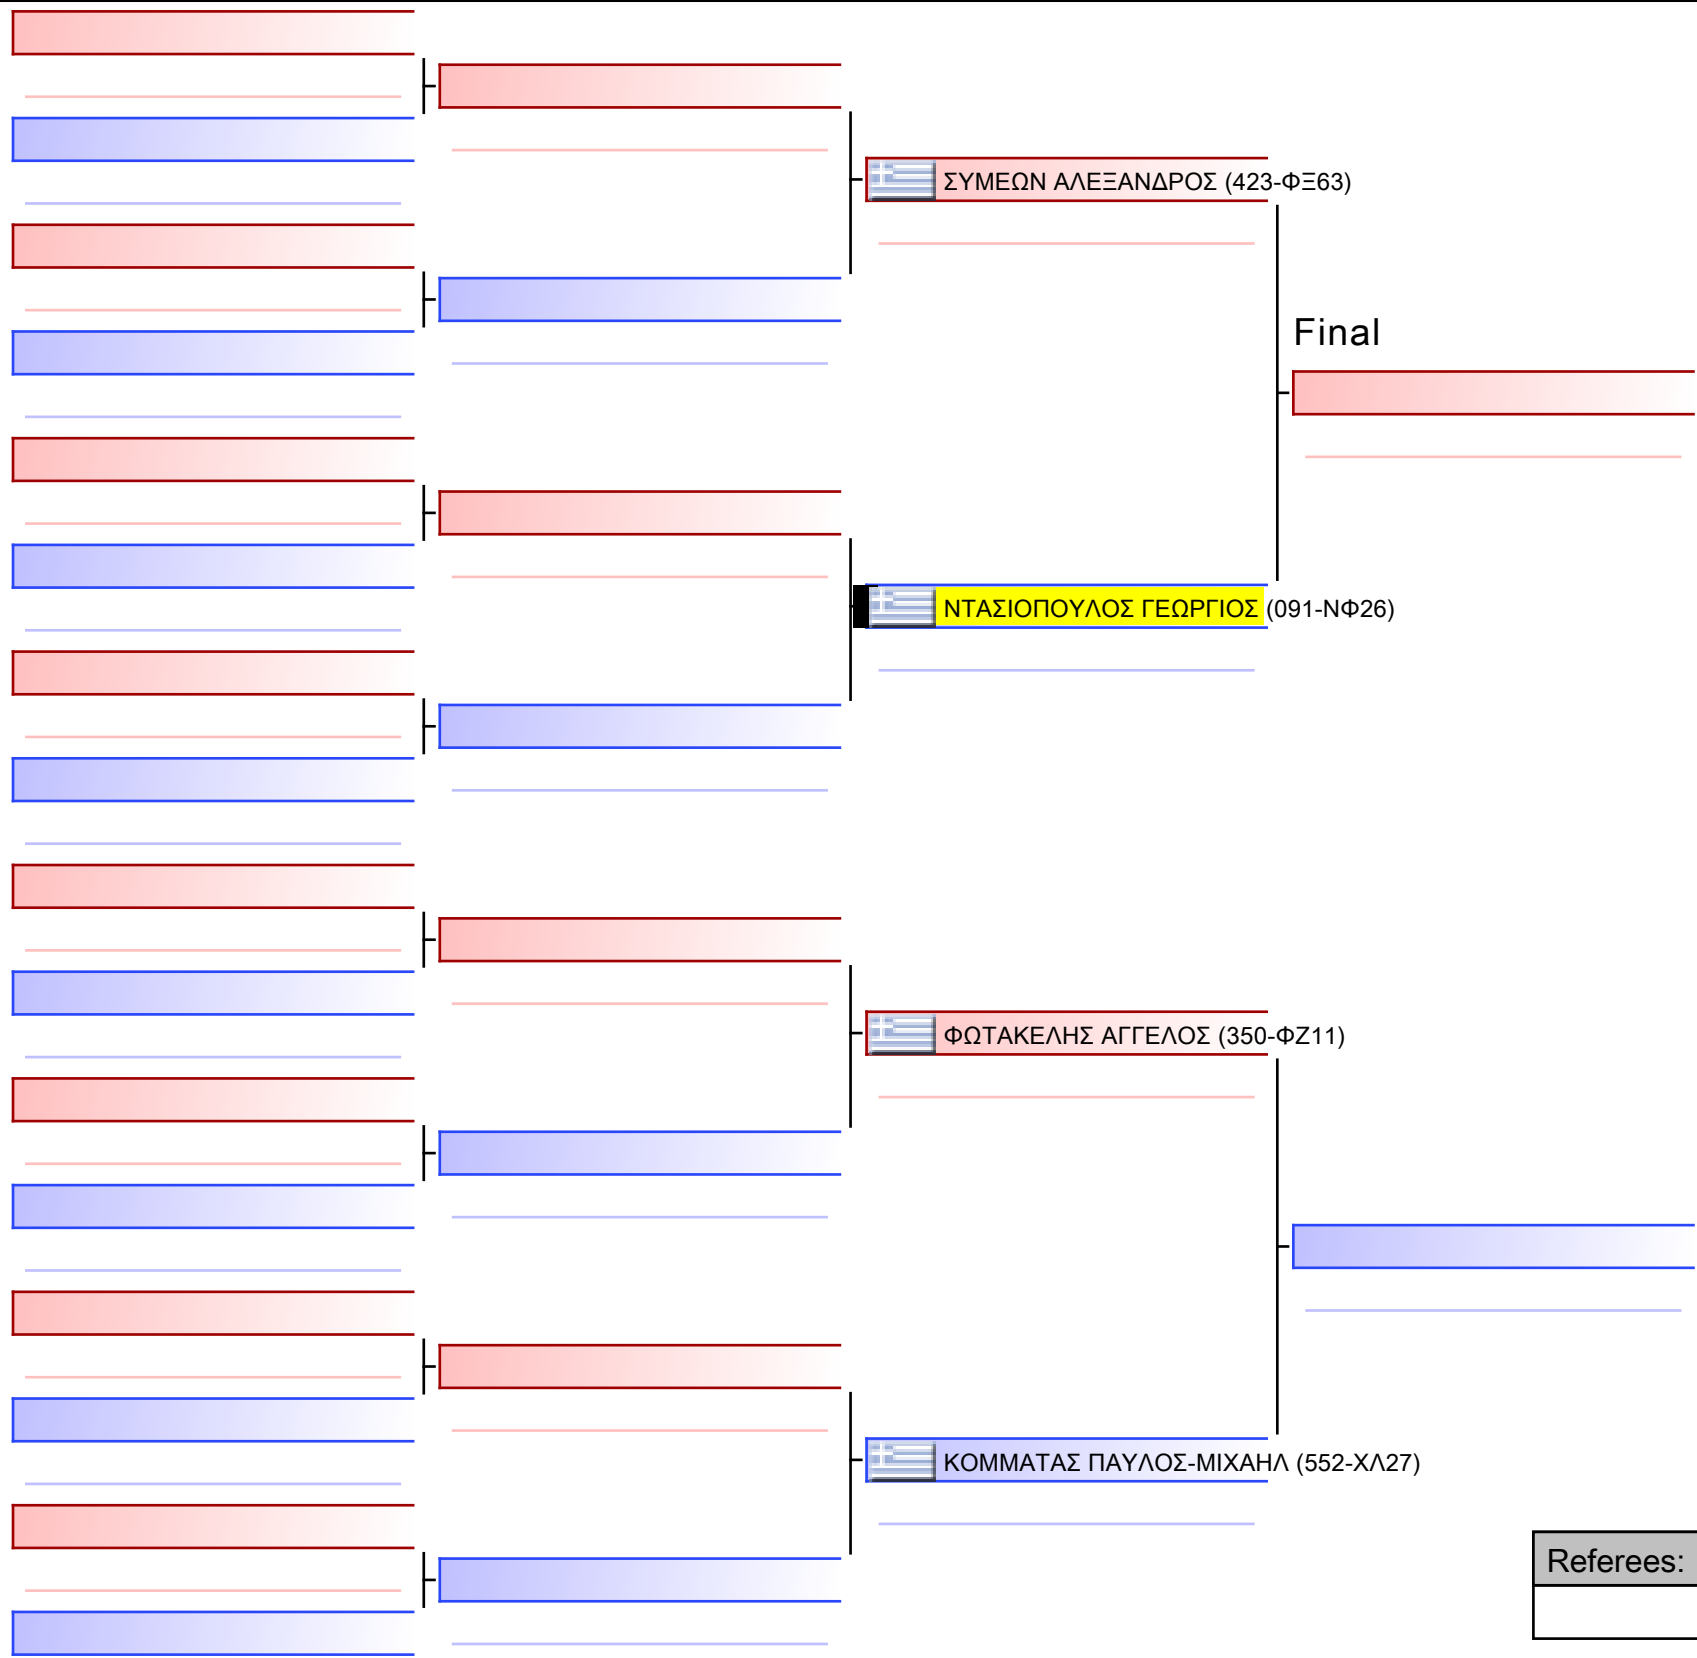 ΣΥΜΕΩΝ ΑΛΕΞΑΝΔΡΟΣ (423-ΦΞ63)
Final
ΝΤΑΣΙΟΠΟΥΛΟΣ ΓΕΩΡΓΙΟΣ (091-ΝΦ26)
ΦΩΤΑΚΕΛΗΣ ΑΓΓΕΛΟΣ (350-ΦΖ11)
ΚΟΜΜΑΤΑΣ ΠΑΥΛΟΣ-ΜΙΧΑΗΛ (552-ΧΛ27)
Referees: